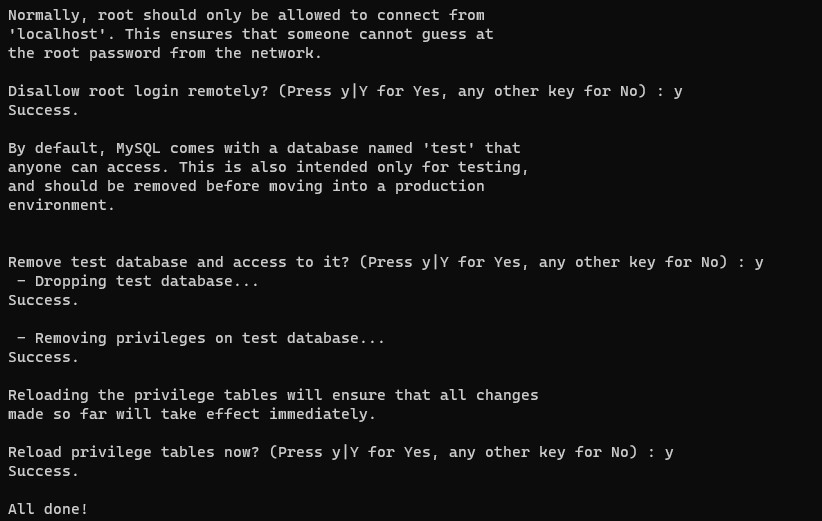 Normally, root should only be allowed to connect from
'localhost'. This ensures that someone cannot guess at
the root password from the network.
Disallow root login remotely? (Press y|Y for Yes, any other key for No) : y
Success.
By default, MySQL comes with a database named 'test' that
anyone can access. This is also intended only for testing,
and should be removed before moving into a production
environment.
Remove test database and access to it? (Press y|Y for Yes, any other key for No) : y
 - Dropping test database...
Success.
 - Removing privileges on test database...
Success.
Reloading the privilege tables will ensure that all changes
made so far will take effect immediately.
Reload privilege tables now? (Press y|Y for Yes, any other key for No) : y
Success.
All done!